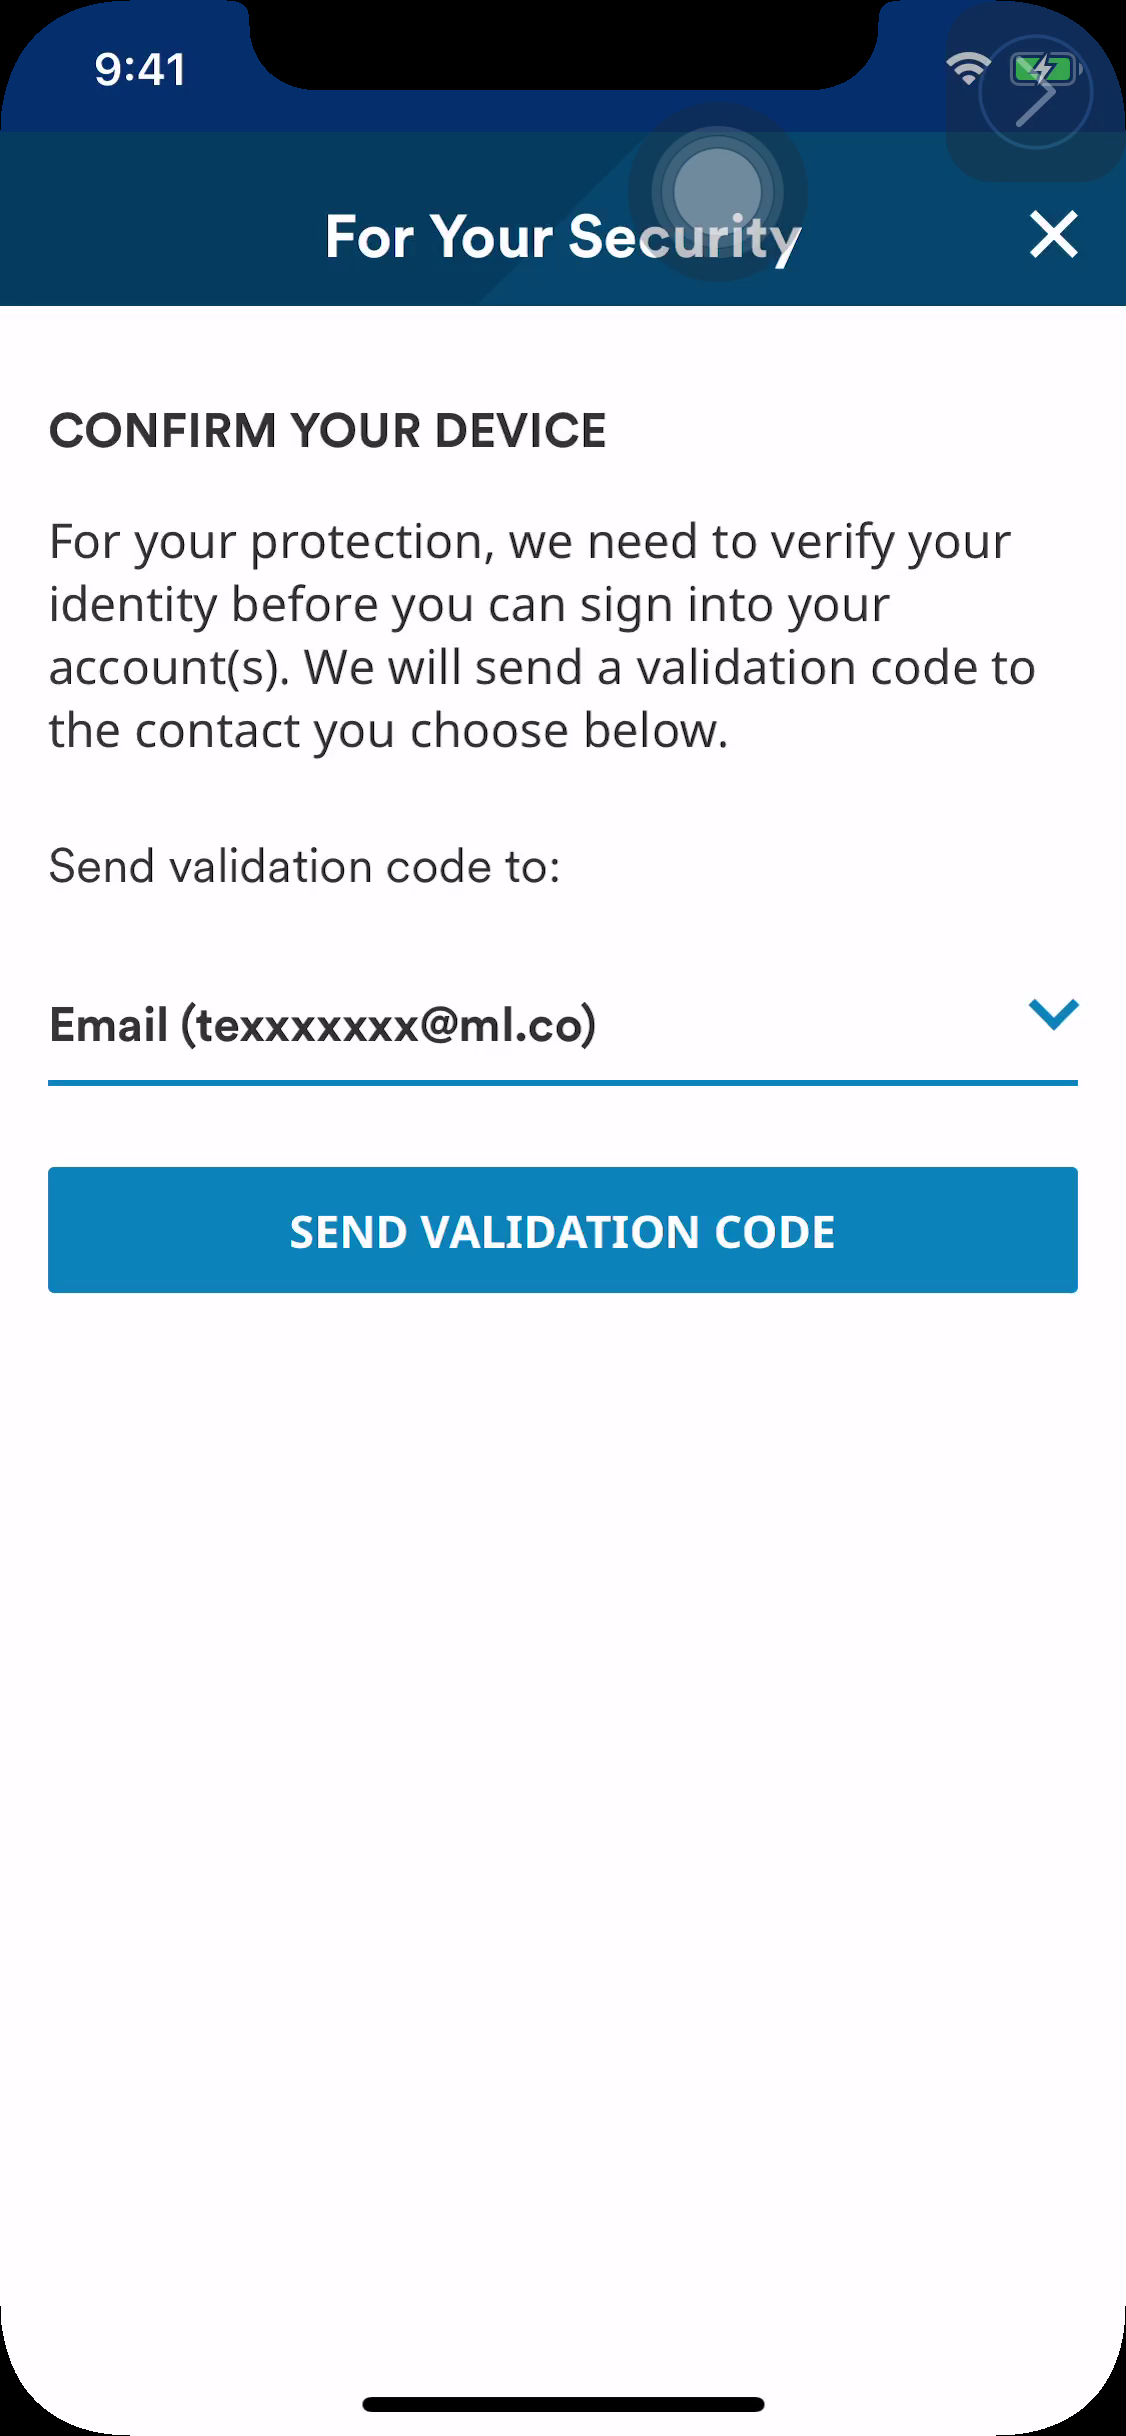 9:41
For Your Security
CONFIRM YOUR DEVICE
For your protection, we need to verify your
identity before you can sign into your
account(s). We will send a validation code to
the contact you choose below.
Send validation code to:
Email (texxxxxxx@ml.co)
SEND VALIDATION CODE